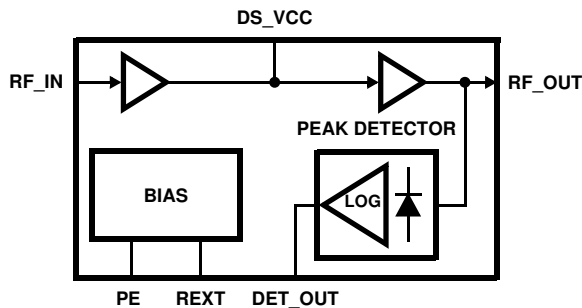 DS_VCC
RF_IN
RF_OUT
PEAK DETECTOR
BIAS
LOG
PE
REXT
DET_OUT